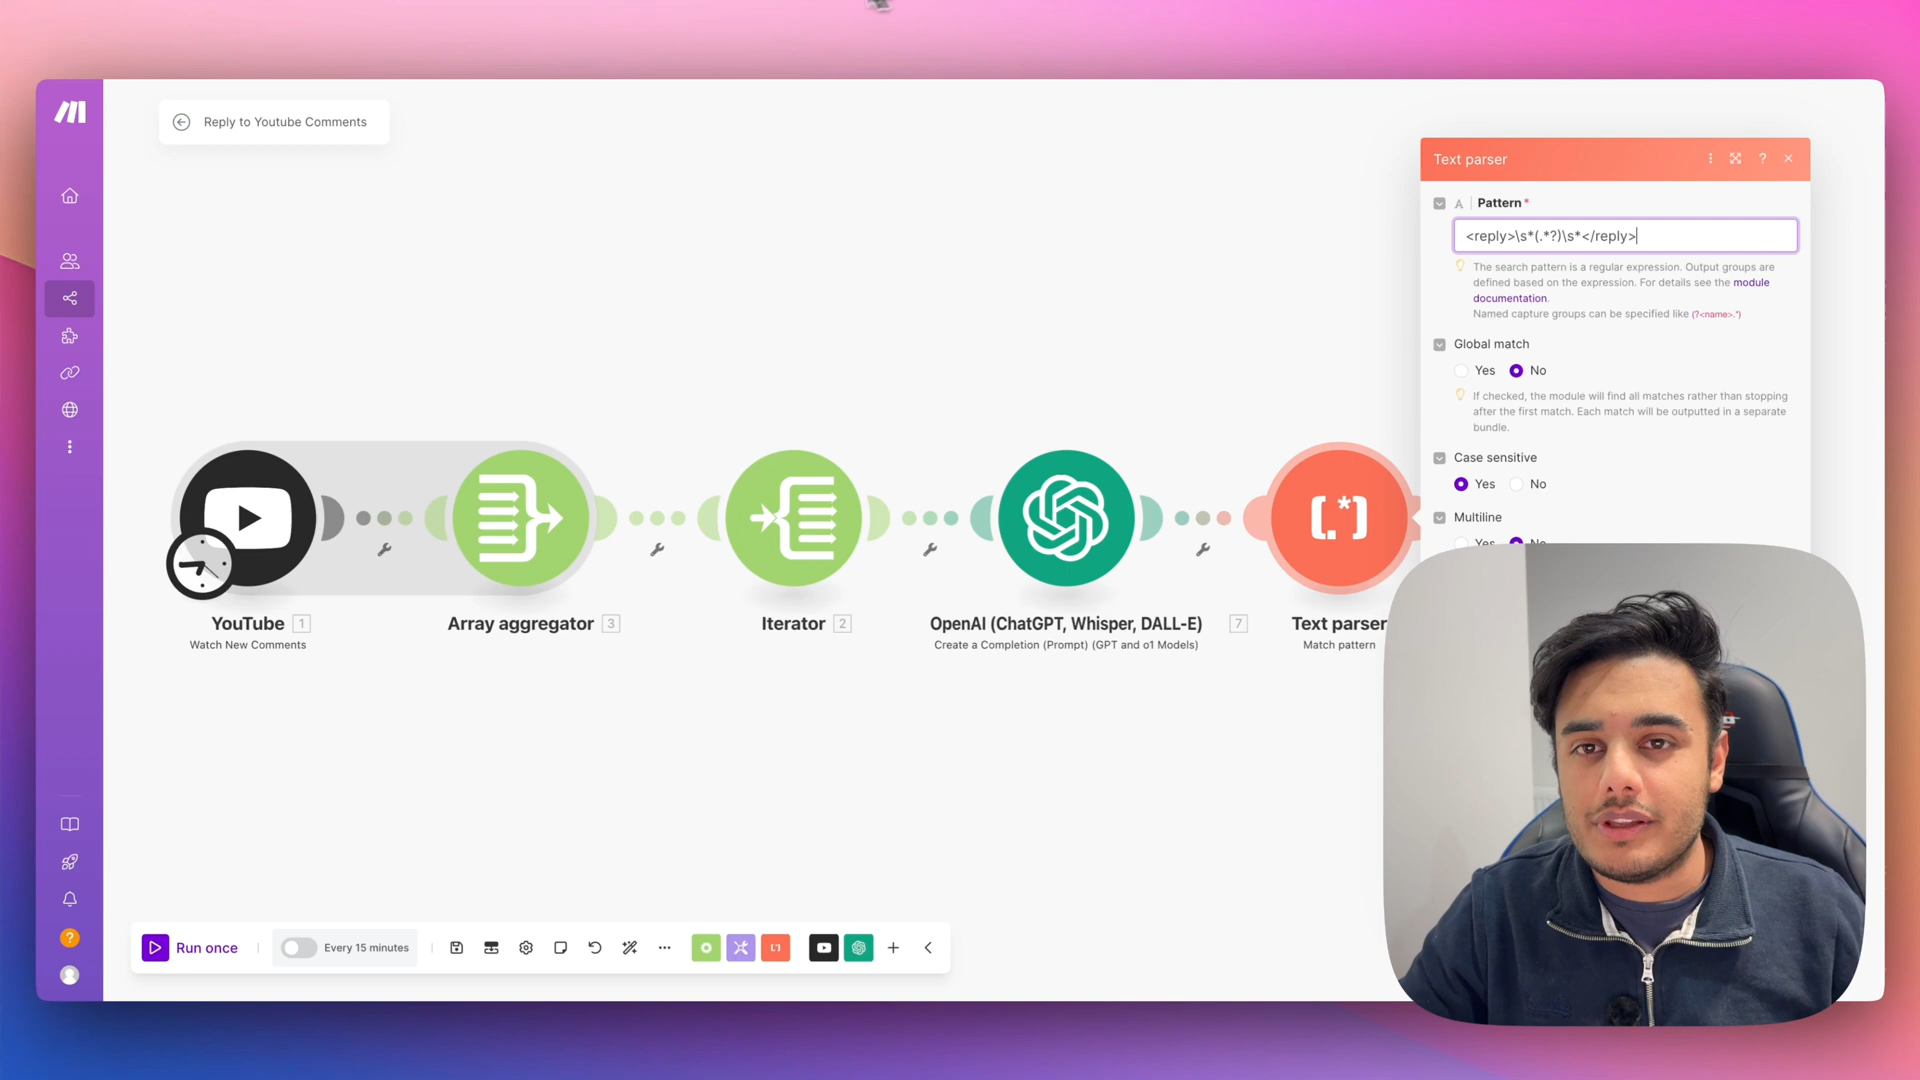 Reply to Youtube Comments
Text parser
?
A
Pattern*
<reply>\s*(.*?)\s*</reply>
The search pattern is a regular expression. Output groups are
defined based on the expression. For details see the module
documentation.
Named capture groups can be specified like (?<name>.*)
Global match
Yes
No
If checked, the module will find all matches rather than stopping
after the first match. Each match will be outputted in a separate
bundle.
Case sensitive
Yes
No
Multiline
Yes
No
[.*]
YouTube 1
Watch New Comments
Array aggregator 3
Iterator 2
OpenAI (ChatGPT, Whisper, DALL-E) 7
Create a Completion (Prompt) (GPT and o1 Models)
Text parser
Match pattern
?
Run once
Every 15 minutes